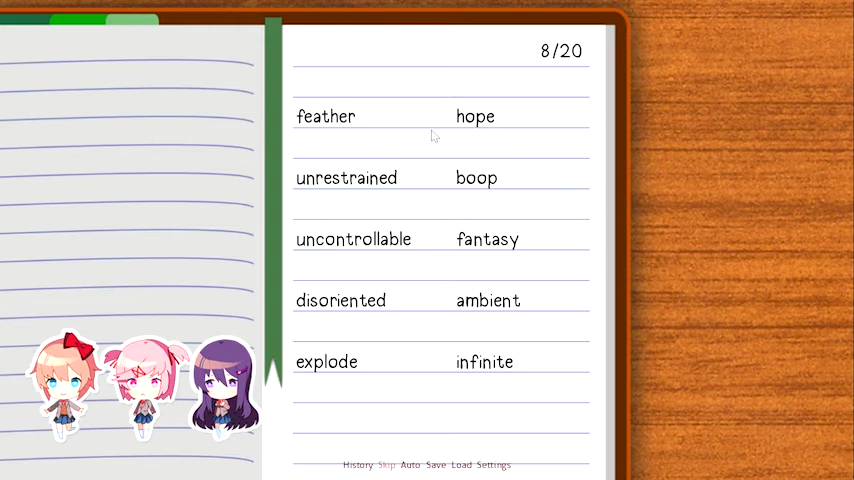 8/20
feather hope
unrestrained boop
uncontrollable fantasy
disoriented ambient
explode infinite
History Skip Auto Save Load Settings